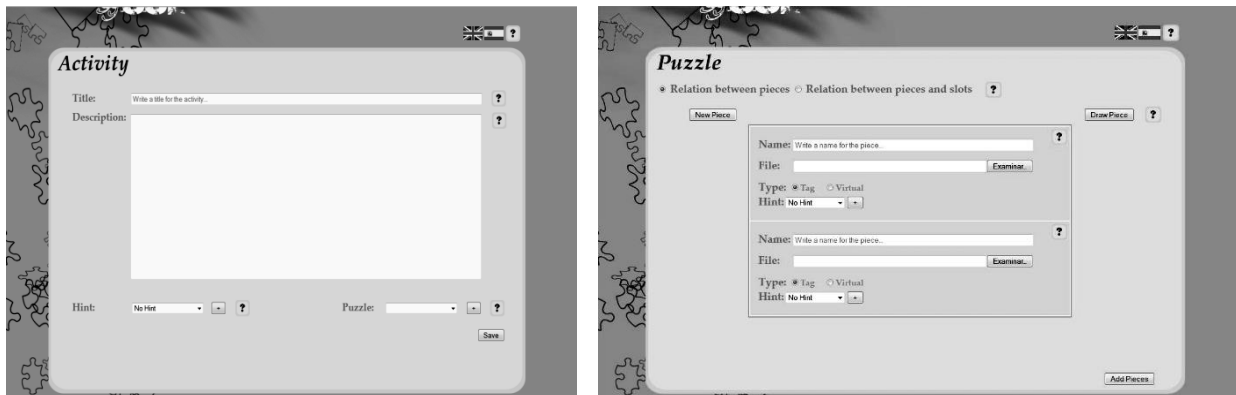 ?
Activity
Title: Write a title for the activity.. ?
Description: ?
Hint: No Hint + ? Puzzle: + ?
Save
?
Puzzle
Relation between pieces Relation between pieces and slots ?
New Piece Draw Piece ?
?
Name: Write a name for the piece..
File: Examinar..
Type: Tag Virtual
Hint: No Hint +
?
Name: Write a name for the piece..
File: Examinar..
Type: Tag Virtual
Hint: No Hint +
Add Pieces